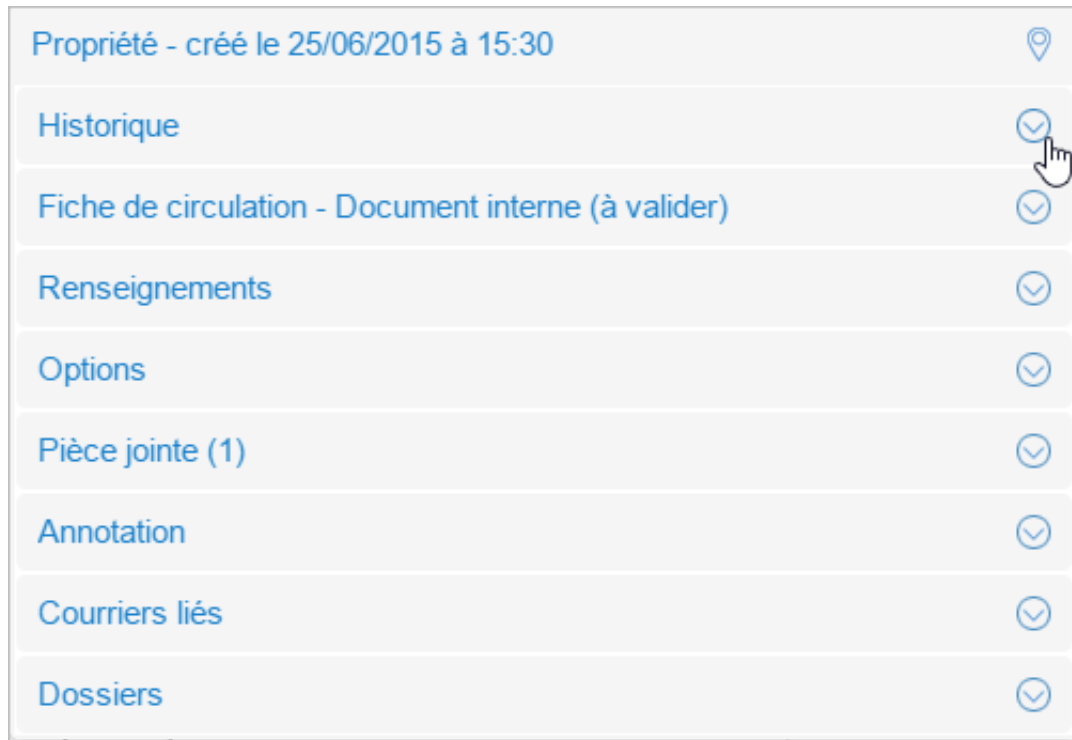 Propriété - créé le 25/06/2015 à 15:30
Historique
Fiche de circulation - Document interne (à valider)
Renseignements
Options
Pièce jointe (1)
Annotation
Courriers liés
Dossiers